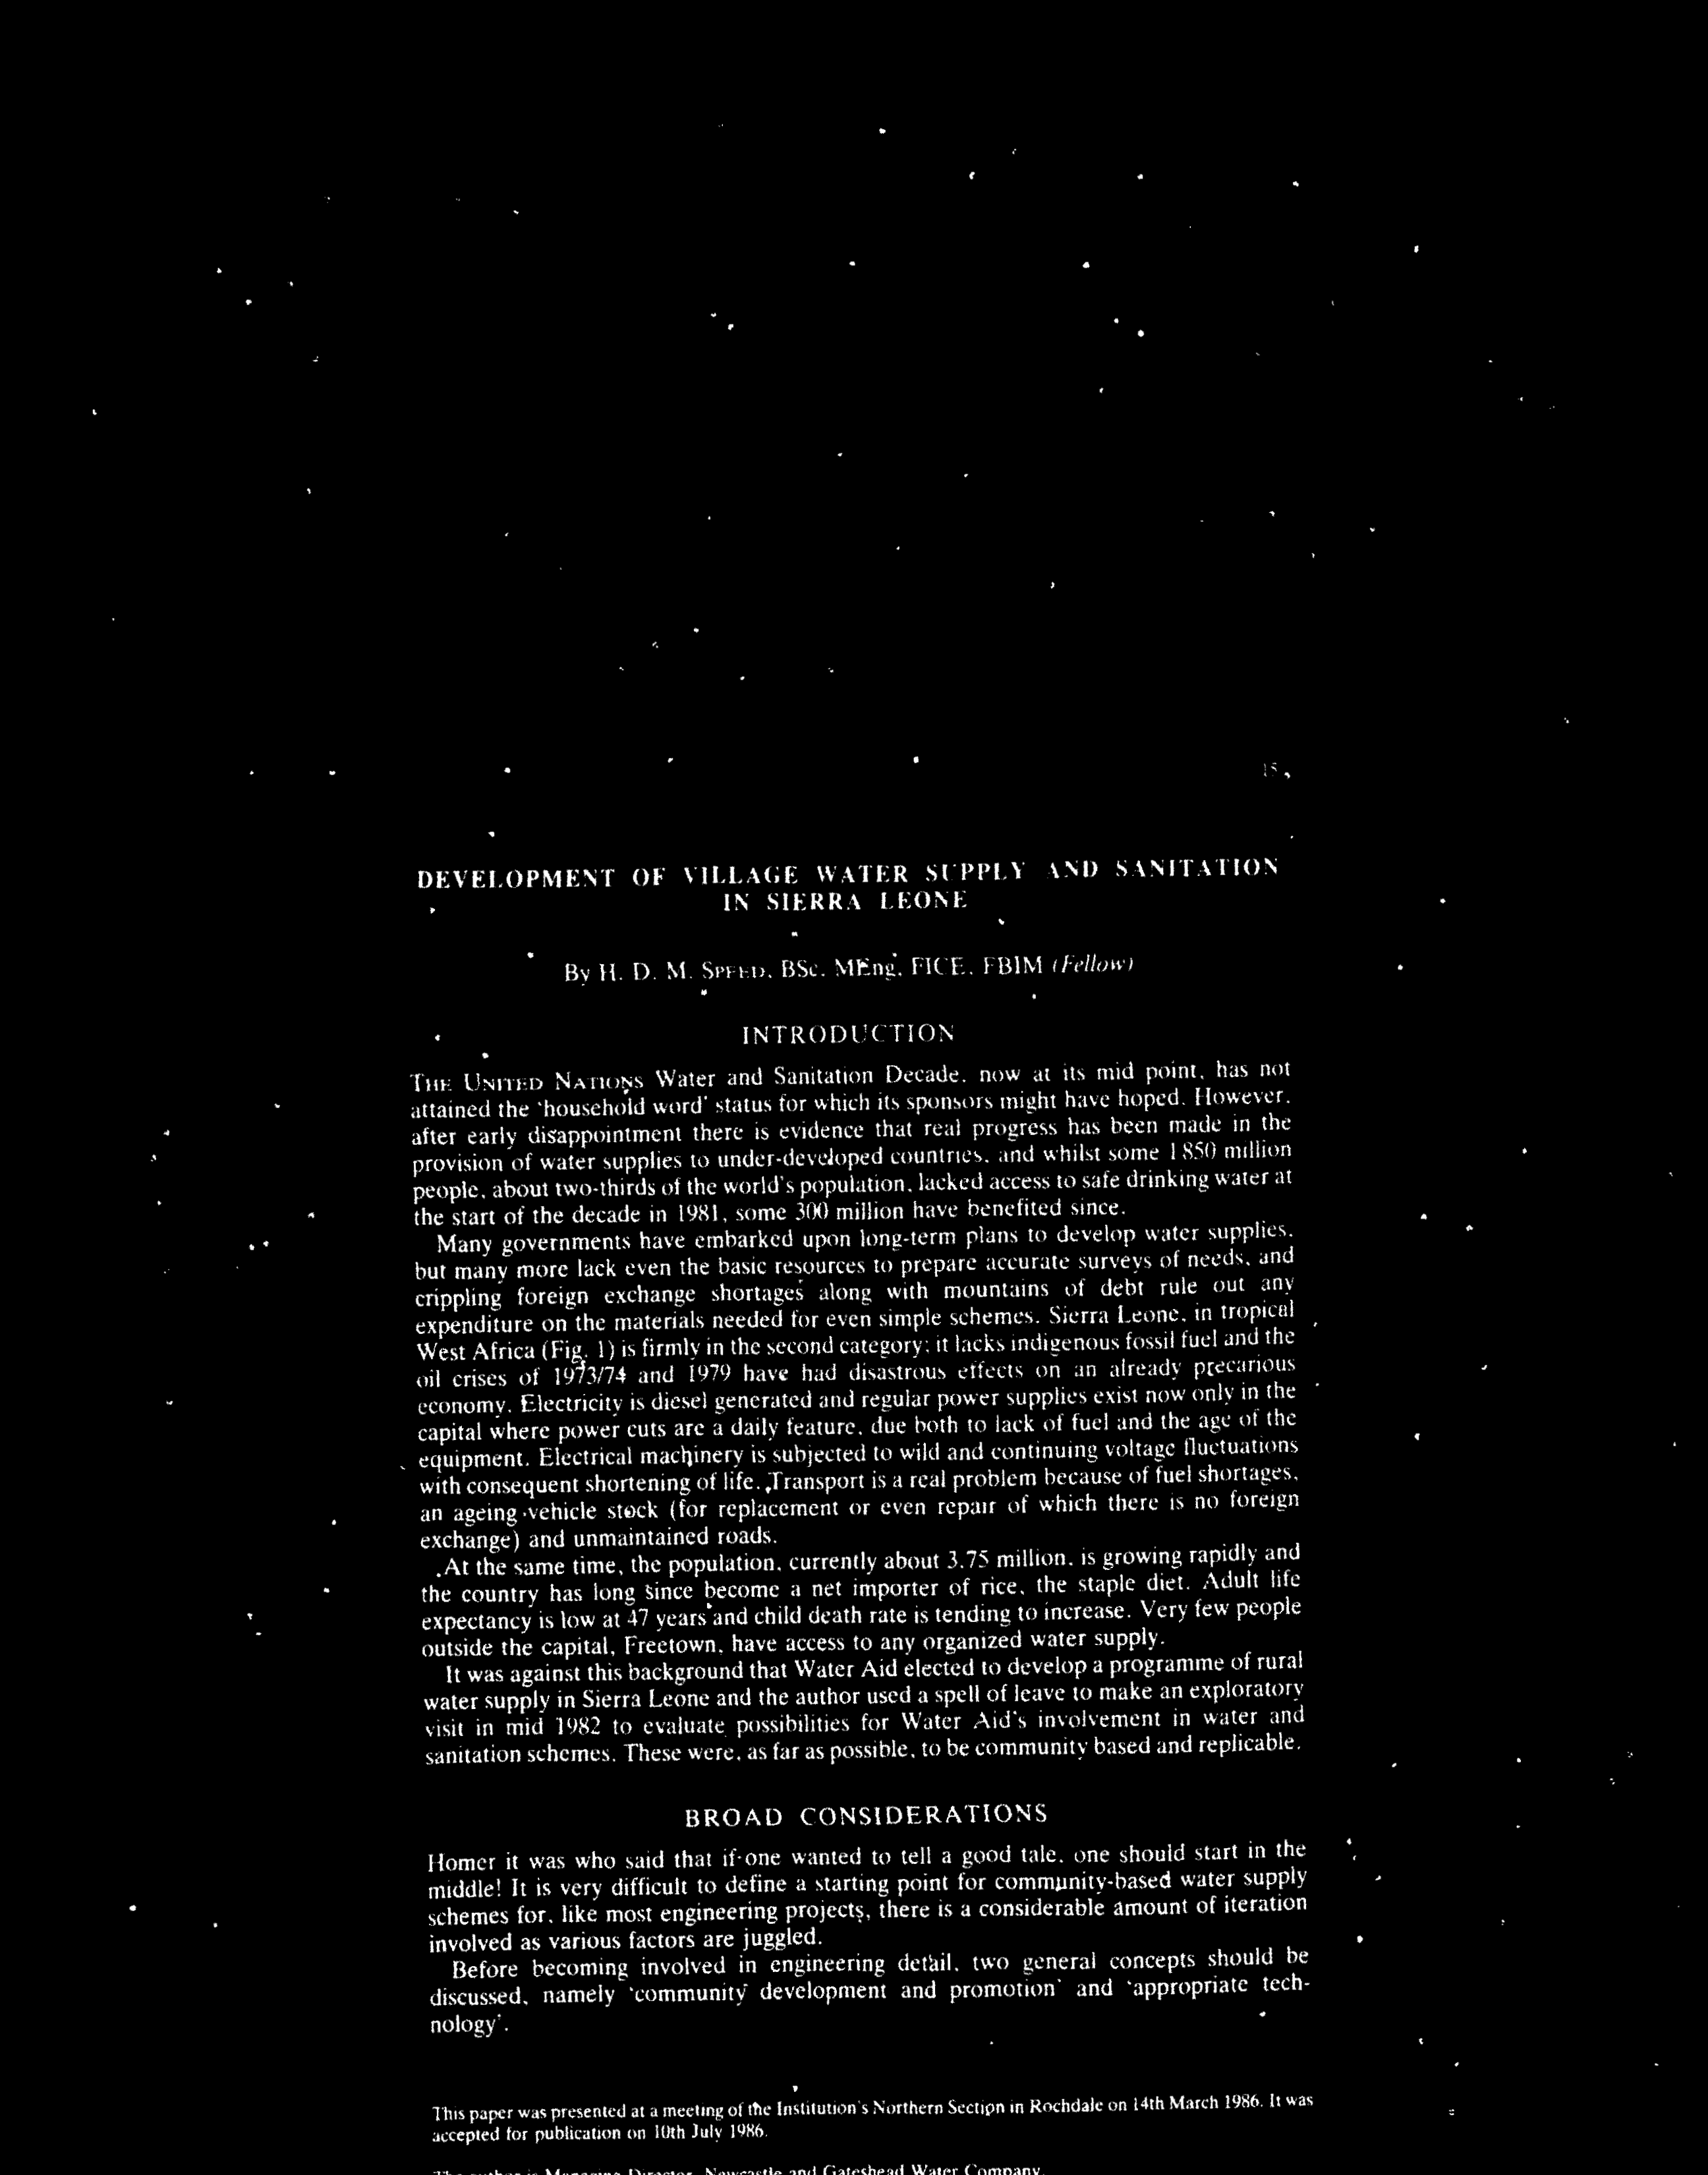 15
DEVELOPMENT OF VILLAGE WATER SUPPLY AND SANITATION
IN SIERRA LEONE
By H. D. M. SPEED, BSc, MEng, FICE, FBIM (Fellow)
INTRODUCTION
THE UNITED NATIONS Water and Sanitation Decade, now at its mid point, has not
attained the 'household word' status for which its sponsors might have hoped. However,
after early disappointment there is evidence that real progress has been made in the
provision of water supplies to under-developed countries, and whilst some 1 850 million
people, about two-thirds of the world's population, lacked access to safe drinking water at
the start of the decade in 1981, some 300 million have benefited since.
Many governments have embarked upon long-term plans to develop water supplies,
but many more lack even the basic resources to prepare accurate surveys of needs, and
crippling foreign exchange shortages along with mountains of debt rule out any
expenditure on the materials needed for even simple schemes. Sierra Leone, in tropical
West Africa (Fig. 1) is firmly in the second category; it lacks indigenous fossil fuel and the
oil crises of 1973/74 and 1979 have had disastrous effects on an already precarious
economy. Electricity is diesel generated and regular power supplies exist now only in the
capital where power cuts are a daily feature, due both to lack of fuel and the age of the
equipment. Electrical machinery is subjected to wild and continuing voltage fluctuations
with consequent shortening of life. Transport is a real problem because of fuel shortages,
an ageing vehicle stock (for replacement or even repair of which there is no foreign
exchange) and unmaintained roads.
At the same time, the population, currently about 3.75 million, is growing rapidly and
the country has long since become a net importer of rice, the staple diet. Adult life
expectancy is low at 47 years and child death rate is tending to increase. Very few people
outside the capital, Freetown, have access to any organized water supply.
It was against this background that Water Aid elected to develop a programme of rural
water supply in Sierra Leone and the author used a spell of leave to make an exploratory
visit in mid 1982 to evaluate possibilities for Water Aid's involvement in water and
sanitation schemes. These were, as far as possible, to be community based and replicable.
BROAD CONSIDERATIONS
Homer it was who said that if one wanted to tell a good tale, one should start in the
middle! It is very difficult to define a starting point for community-based water supply
schemes for, like most engineering projects, there is a considerable amount of iteration
involved as various factors are juggled.
Before becoming involved in engineering detail, two general concepts should be
discussed, namely 'community development and promotion' and 'appropriate tech-
nology'.
This paper was presented at a meeting of the Institution's Northern Section in Rochdale on 14th March 1986. It was
accepted for publication on 10th July 1986.
The author is Managing Director, Newcastle and Gateshead Water Company.